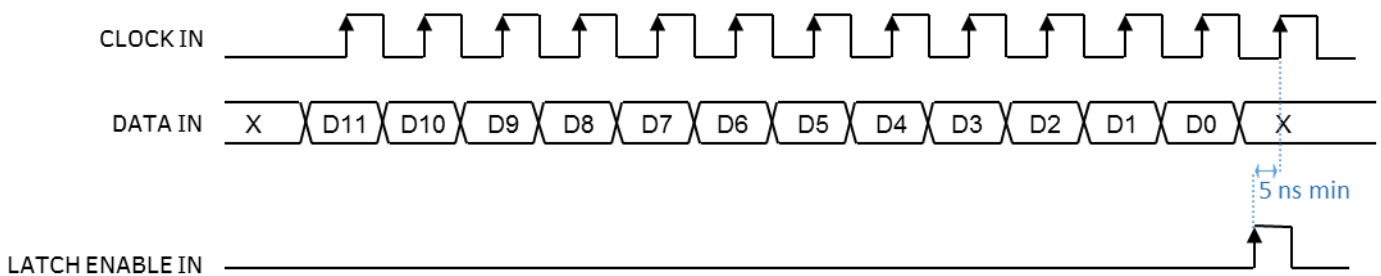 CLOCK IN
DATA IN X D11 D10 D9 D8 D7 D6 D5 D4 D3 D2 D1 D0 X
5 ns min
LATCH ENABLE IN